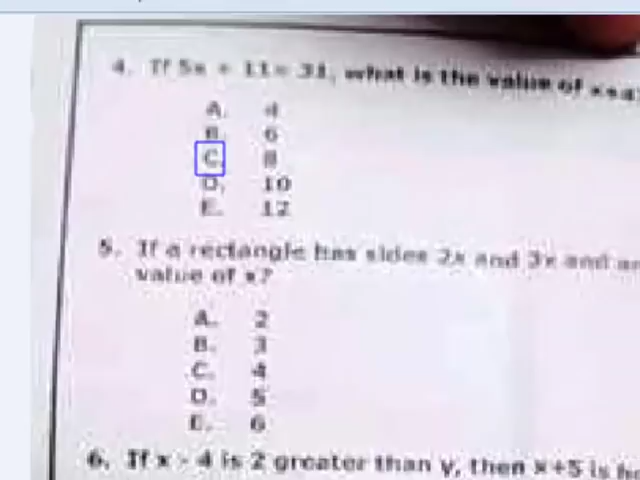 4. If 5x + 11= 31, what is the value of x+4?
A. 4
B. 6
C. 8
D. 10
E. 12
5. If a rectangle has sides 2x and 3x and
value of x?
A. 2
B. 3
C. 4
D. 5
E. 6
6. If x - 4 is 2 greater than y, then x+5 is